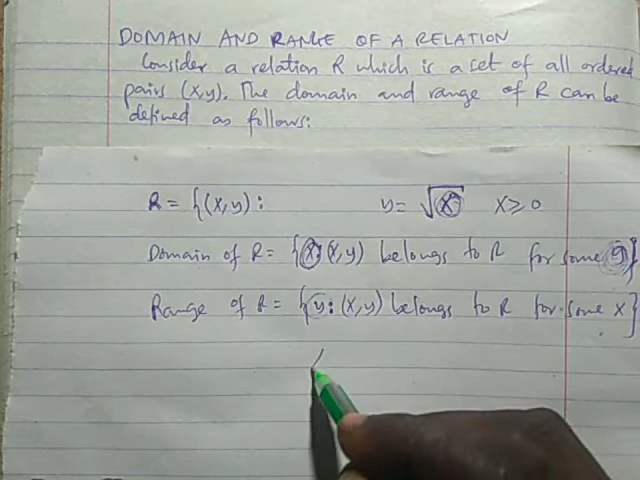 DOMAIN AND RANGE OF A RELATION
Consider a relation R which is a set of all ordered
pairs (x,y). The domain and range of R can be
defined as follows:
R = {(x,y): y = √x x ≥ 0
Domain of R = {x: (x,y) belongs to R for some y}
Range of R = {y: (x,y) belongs to R for some x}